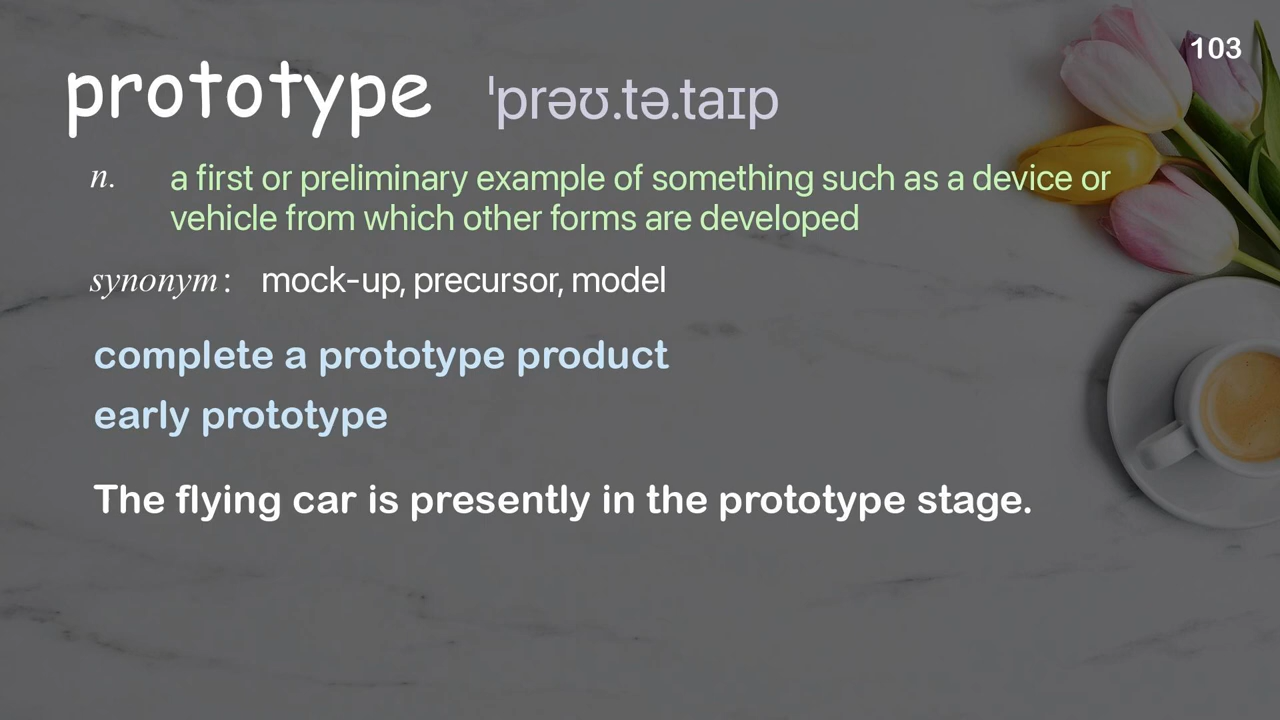 103
prototype ˈprəʊ.tə.taɪp
n. a first or preliminary example of something such as a device or
vehicle from which other forms are developed
synonym: mock-up, precursor, model
complete a prototype product
early prototype
The flying car is presently in the prototype stage.